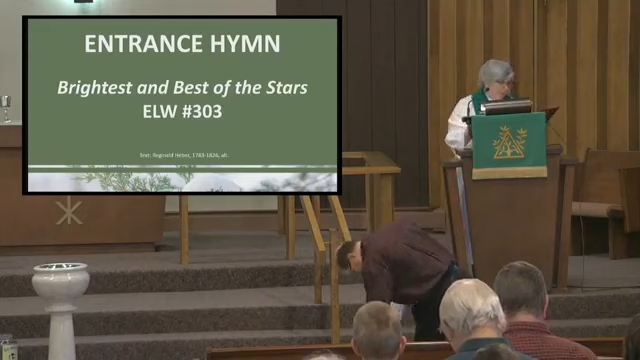 ENTRANCE HYMN
Brightest and Best of the Stars
ELW #303
Text: Reginald Heber, 1783-1826, alt.